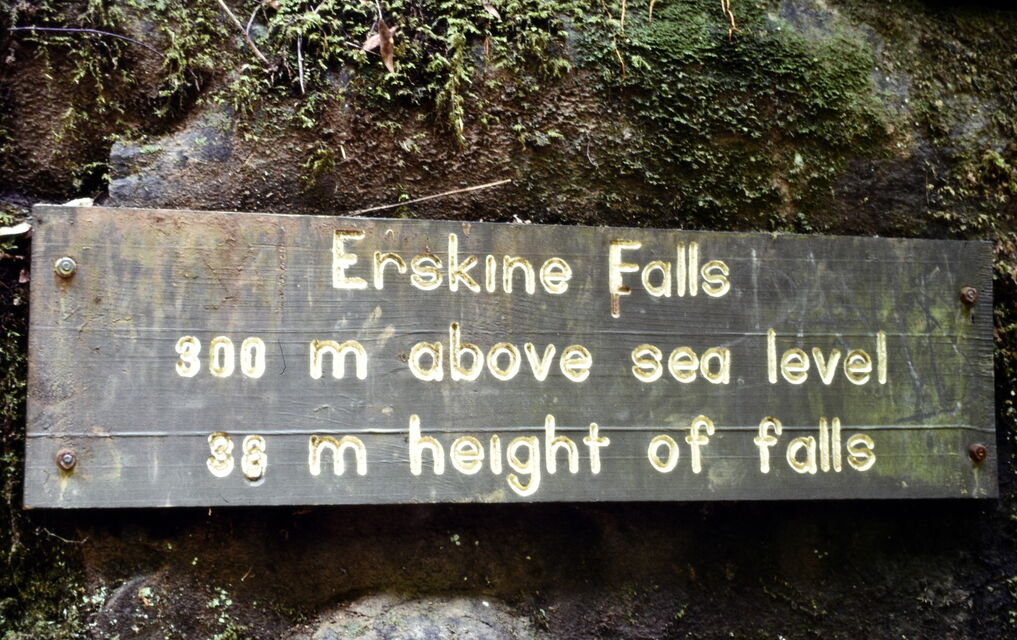 Erskine Falls
300 m above sea level
38 m height of falls